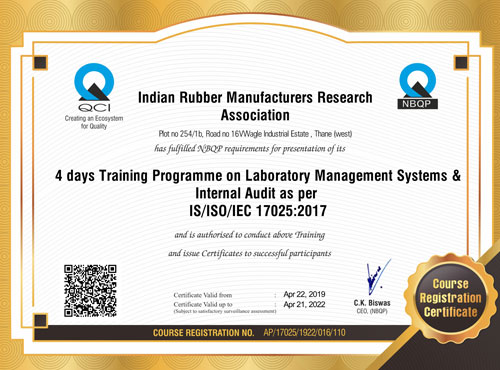 QCI
Creating an Ecosystem
for Quality
NBQP
Indian Rubber Manufacturers Research
Association
Plot no 254/1b, Road no 16VWagle Industrial Estate , Thane (west)
has fulfilled NBQP requirements for presentation of its
4 days Training Programme on Laboratory Management Systems &
Internal Audit as per
IS/ISO/IEC 17025:2017
and is authorised to conduct above Training
and issue Certificates to successful participants
Certificate Valid from : Apr 22, 2019
Certificate Valid up to : Apr 21, 2022
(Subject to satisfactory surveillance assessment)
C.K. Biswas
CEO, (NBQP)
Course
Registration
Certificate
COURSE REGISTRATION NO. AP/17025/1922/016/110